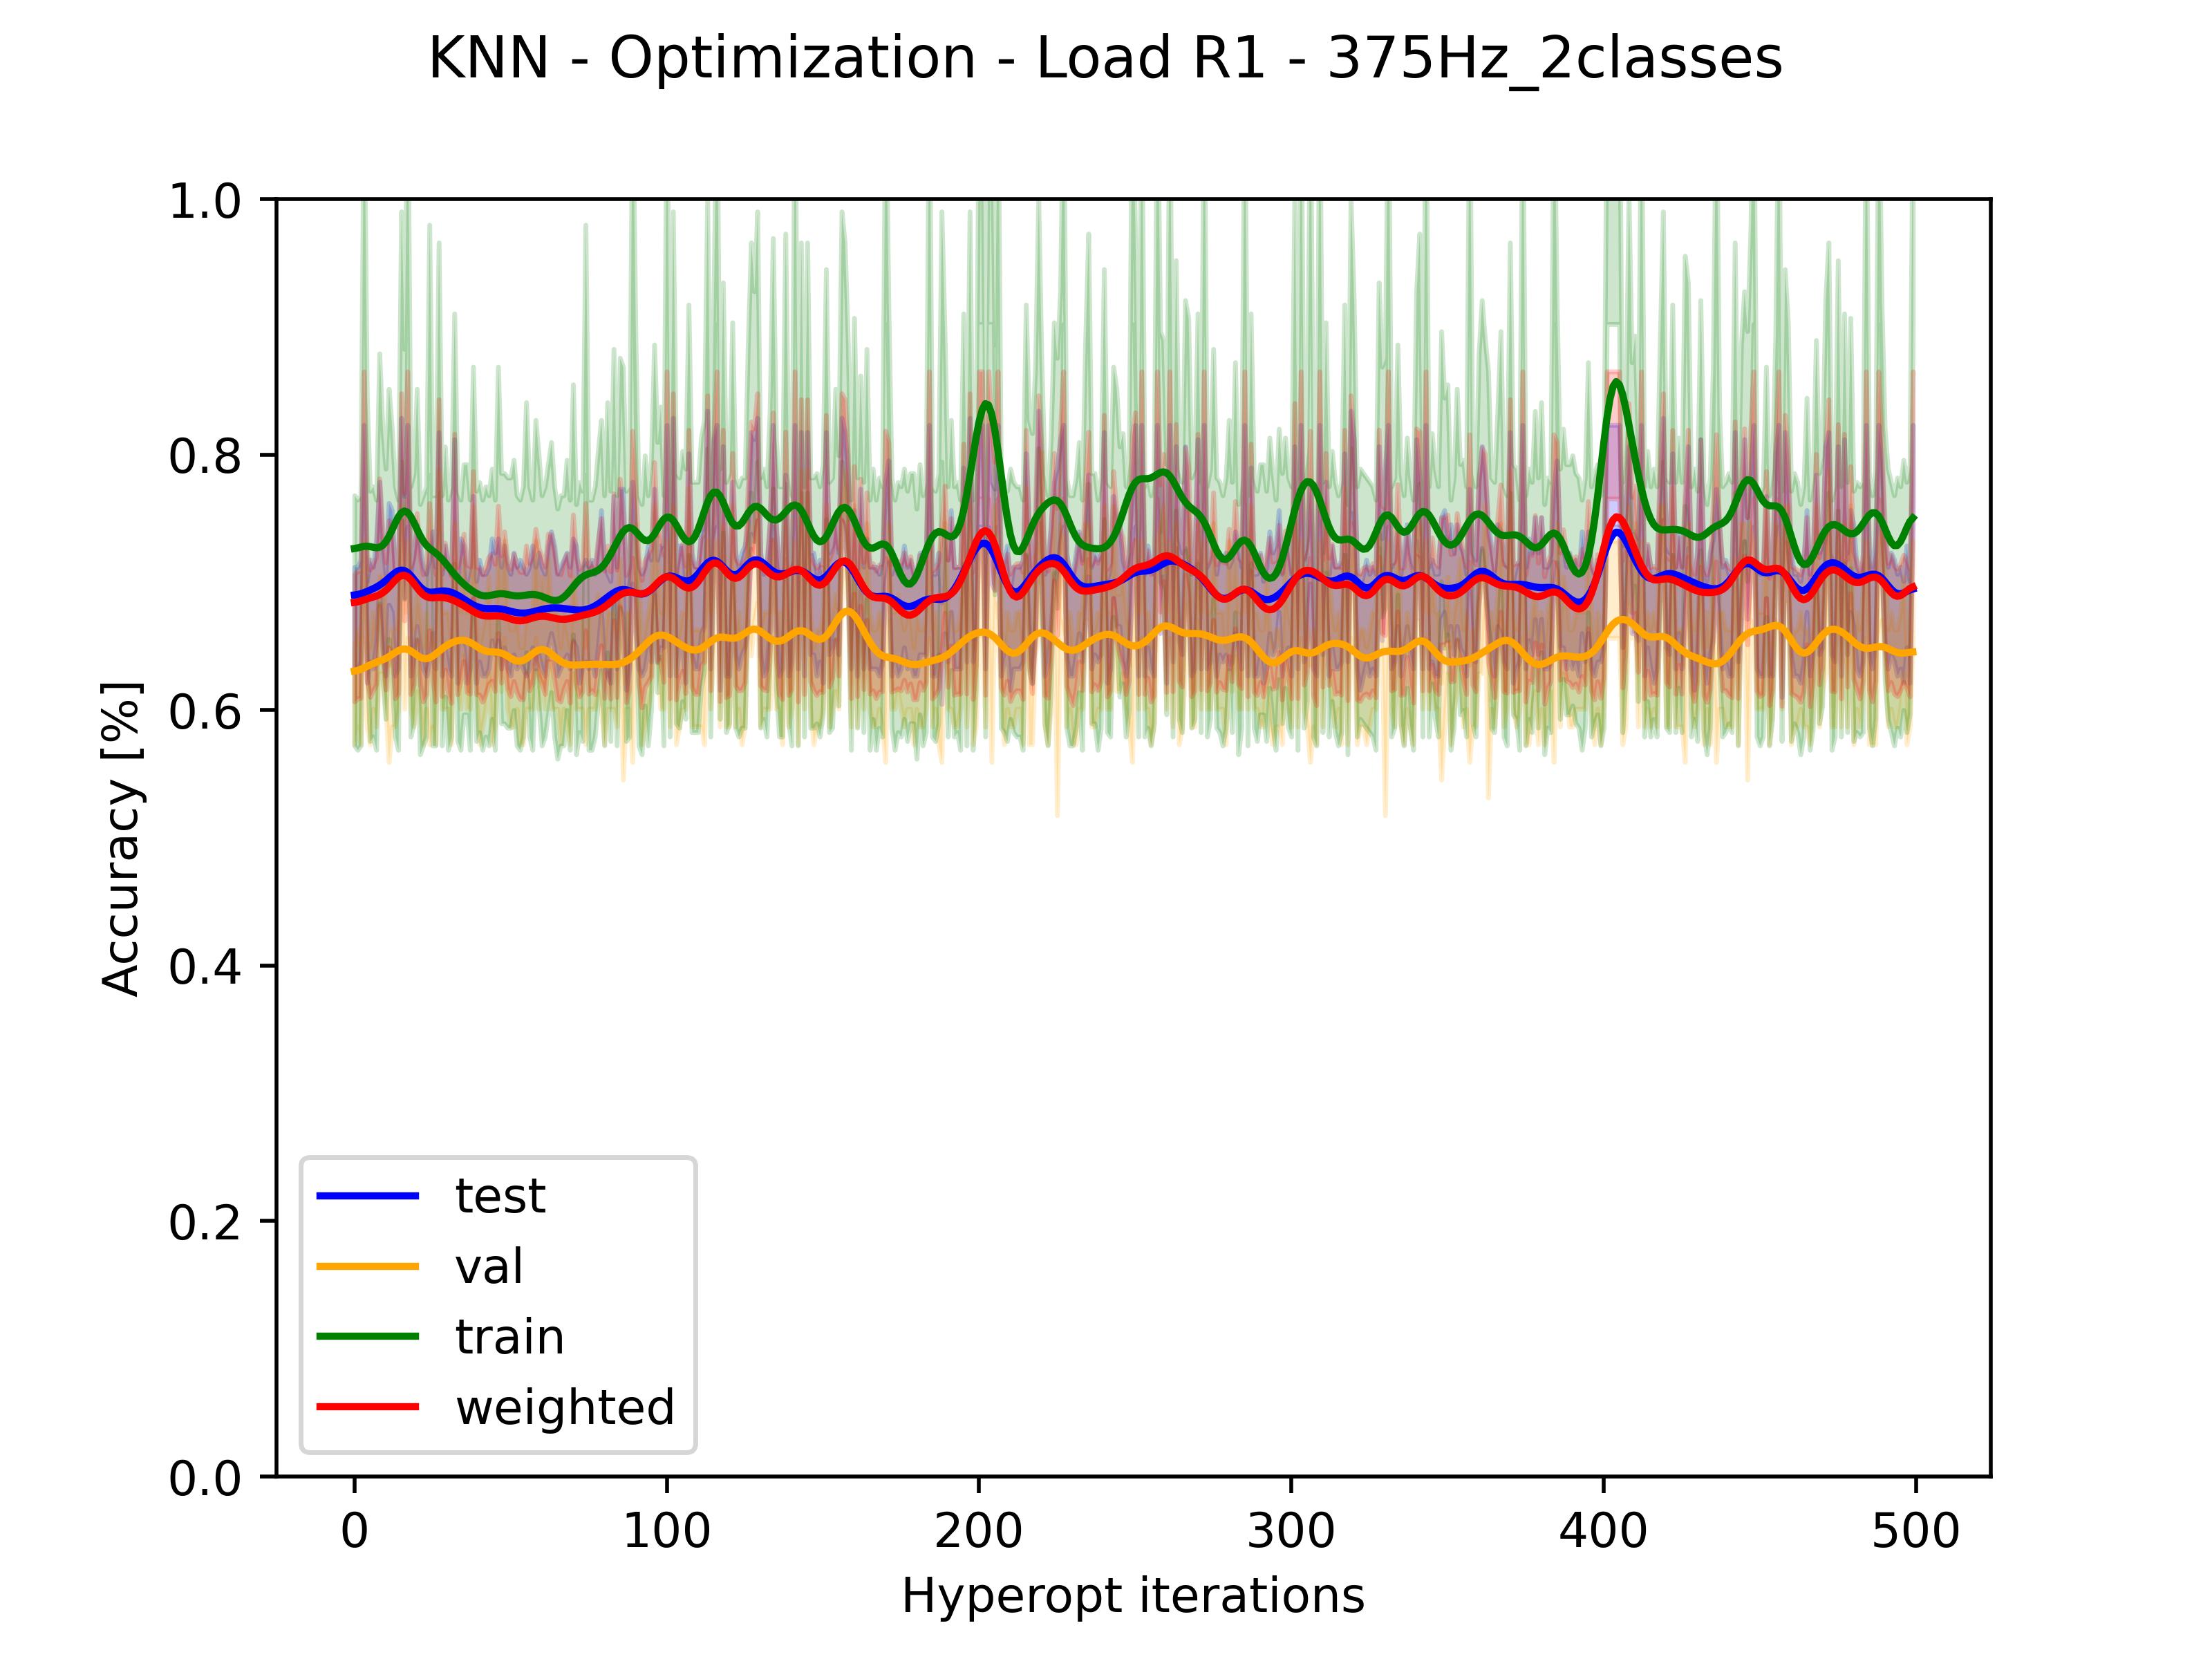 KNN - Optimization - Load R1 - 375Hz_2classes
1.0
0.8
0.6
0.4
0.2
0.0
Accuracy [%]
test
val
train
weighted
0 100 200 300 400 500
Hyperopt iterations